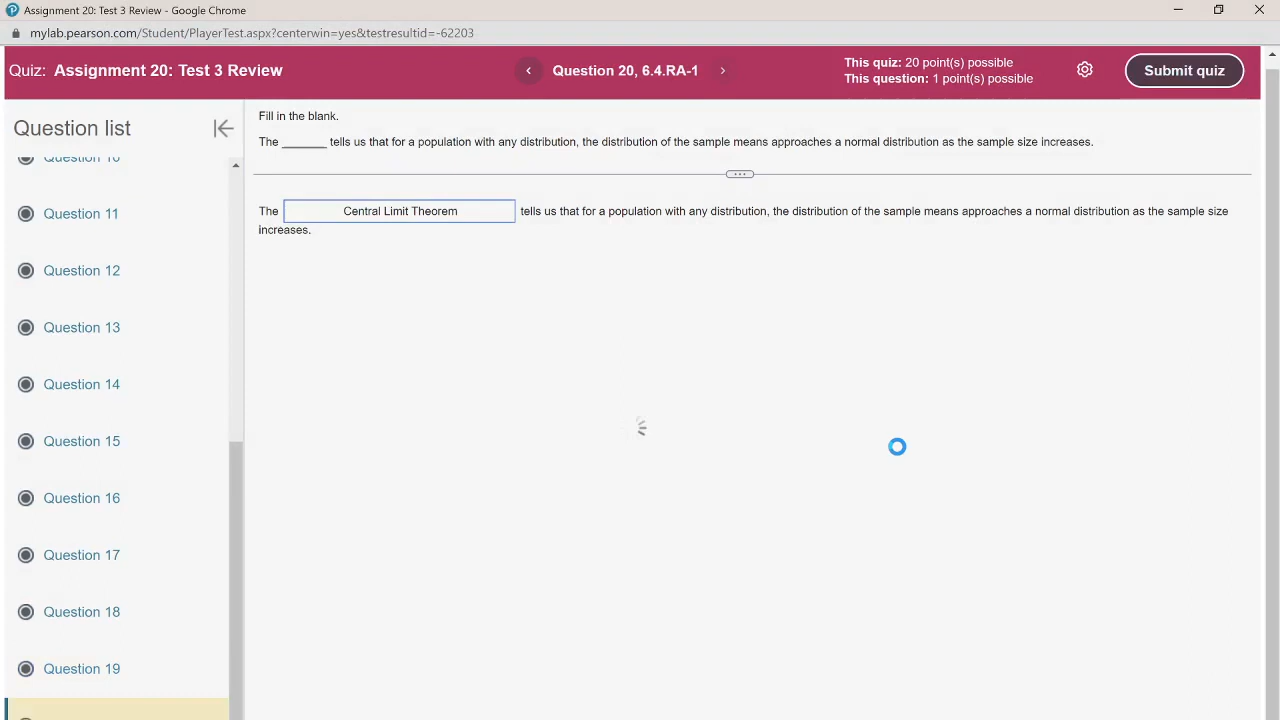 Assignment 20: Test 3 Review - Google Chrome
mylab.pearson.com/Student/PlayerTest.aspx?centerwin=yes&testresultid=-62203
Quiz: Assignment 20: Test 3 Review
Question 20, 6.4.RA-1
This quiz: 20 point(s) possible
This question: 1 point(s) possible
Submit quiz
Question list
Question 11
Question 12
Question 13
Question 14
Question 15
Question 16
Question 17
Question 18
Question 19
Fill in the blank.
The _______ tells us that for a population with any distribution, the distribution of the sample means approaches a normal distribution as the sample size increases.
The Central Limit Theorem tells us that for a population with any distribution, the distribution of the sample means approaches a normal distribution as the sample size
increases.